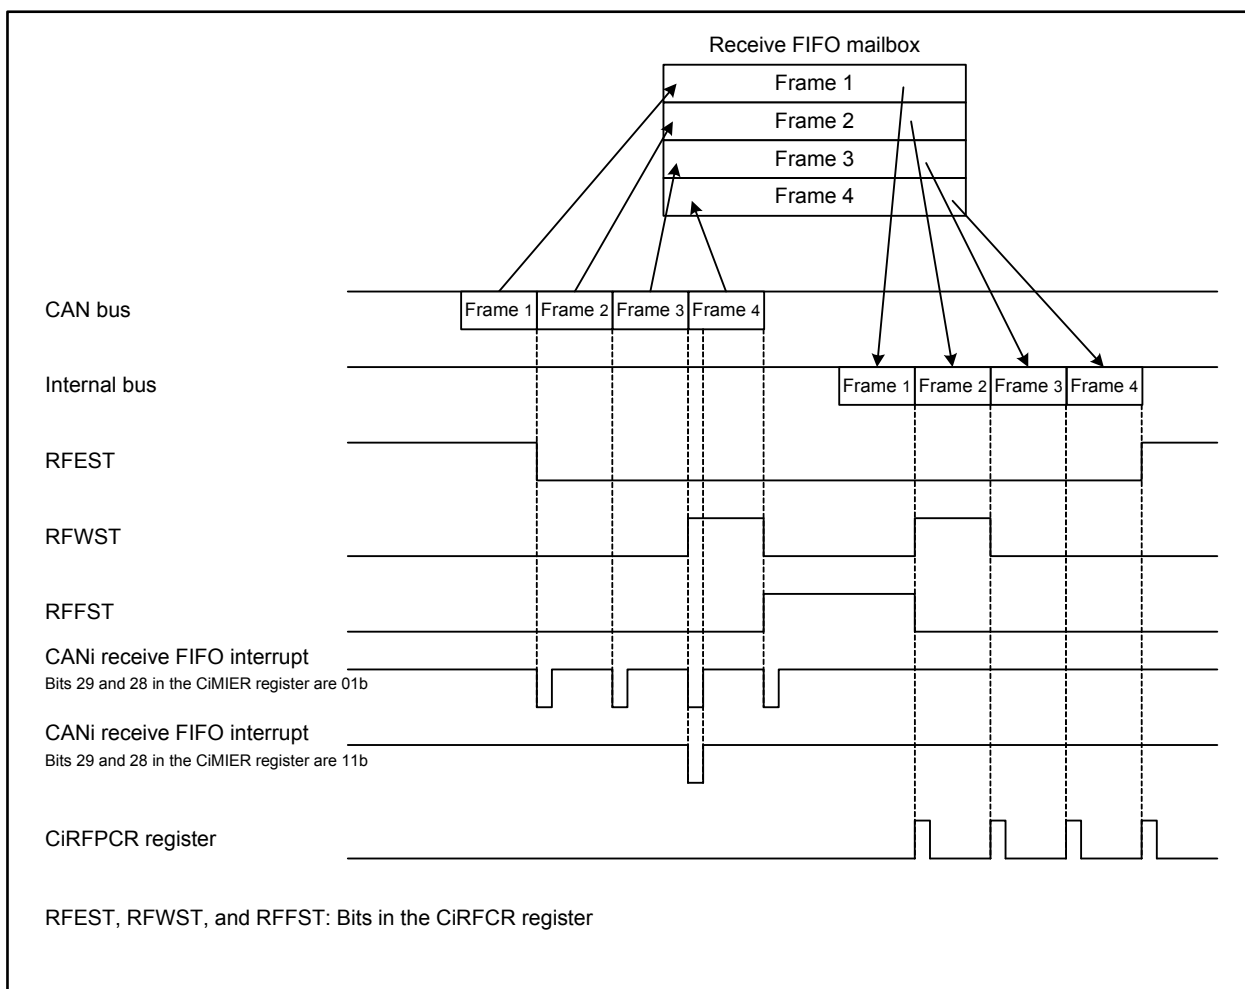 Receive FIFO mailbox
Frame 1
Frame 2
Frame 3
Frame 4
CAN bus
Frame 1 Frame 2 Frame 3 Frame 4
Internal bus
Frame 1 Frame 2 Frame 3 Frame 4
RFEST
RFWST
RFFST
CANi receive FIFO interrupt
Bits 29 and 28 in the CiMIER register are 01b
CANi receive FIFO interrupt
Bits 29 and 28 in the CiMIER register are 11b
CiRFPCR register
RFEST, RFWST, and RFFST: Bits in the CiRFCR register